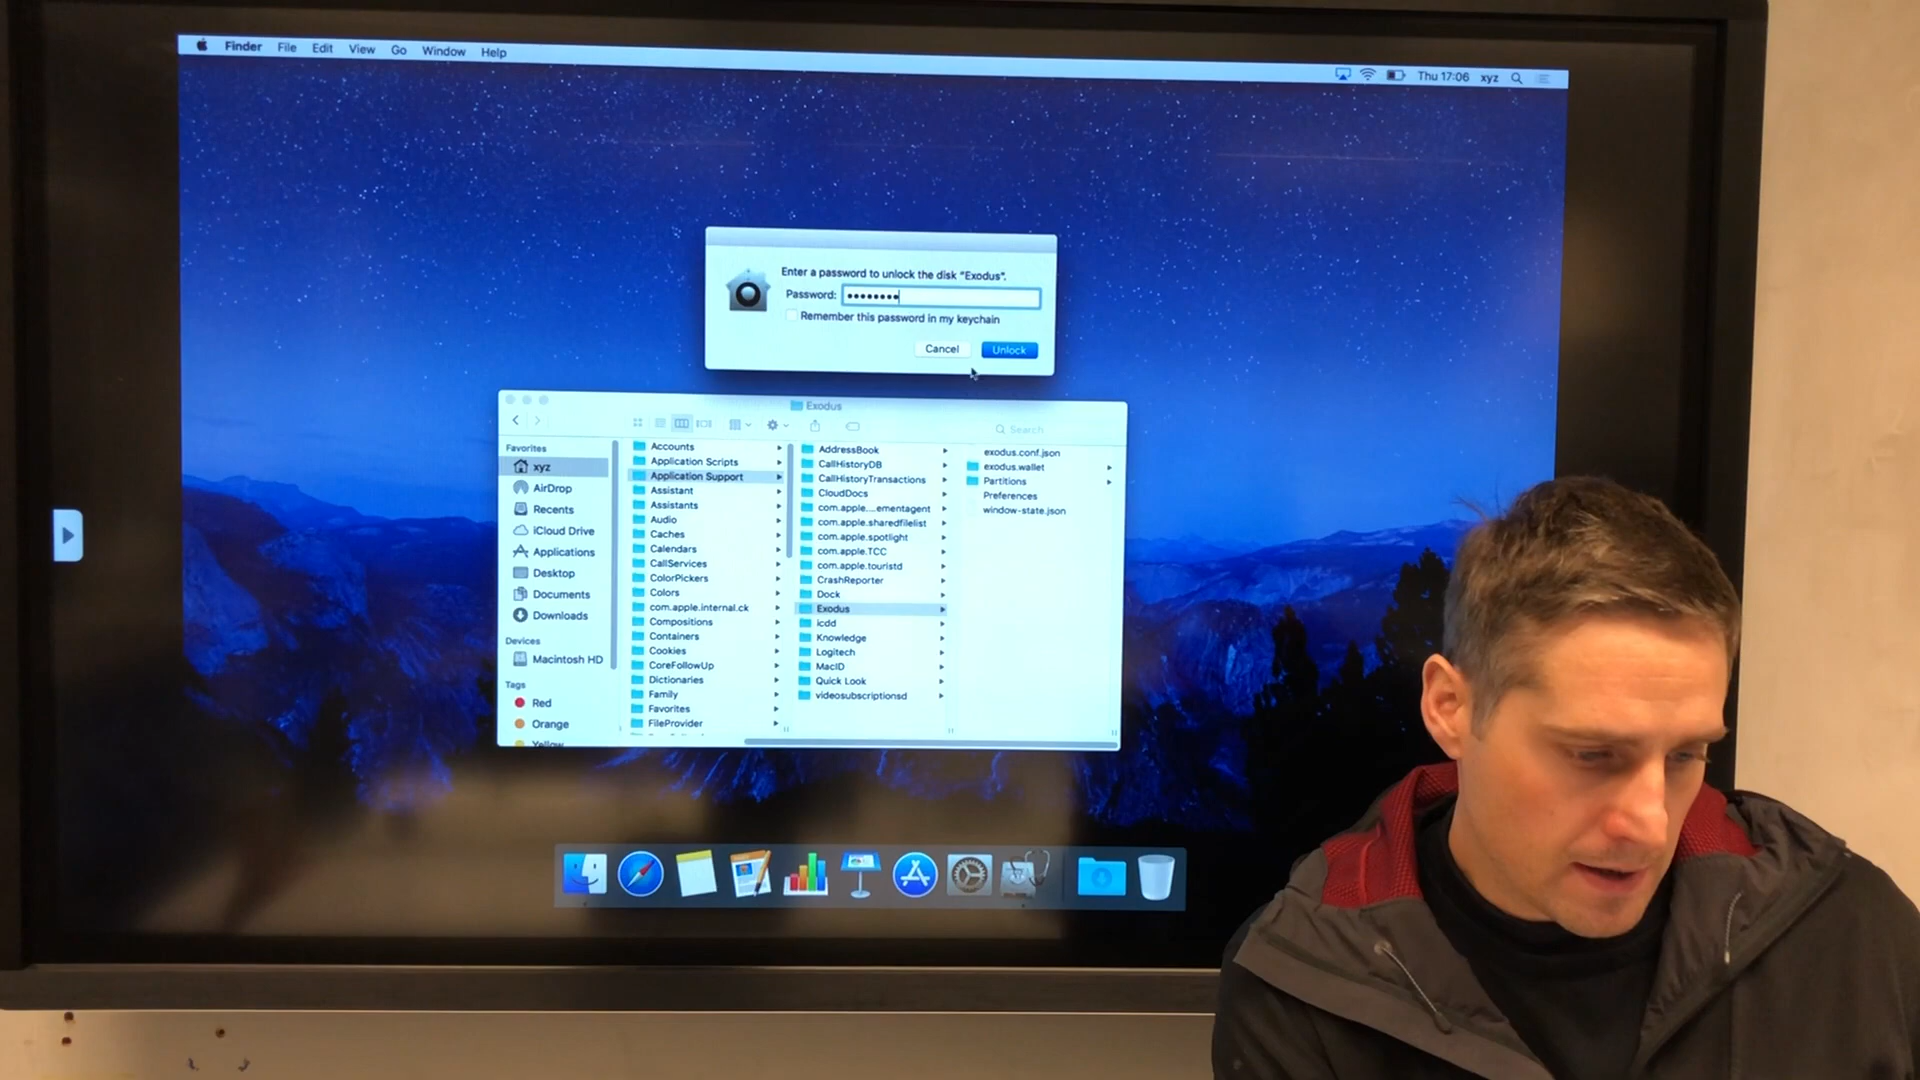 Finder File Edit View Go Window Help
Thu 17:06 xyz
Enter a password to unlock the disk "Exodus".
Password: ••••••••
Remember this password in my keychain
Cancel Unlock
Exodus
Search
Favorites
xyz
AirDrop
Recents
iCloud Drive
Applications
Desktop
Documents
Downloads
Devices
Macintosh HD
Tags
Red
Orange
Yellow
Accounts
Application Scripts
Application Support
Assistant
Assistants
Audio
Caches
Calendars
CallServices
ColorPickers
Colors
com.apple.internal.ck
Compositions
Containers
Cookies
CoreFollowUp
Dictionaries
Family
Favorites
FileProvider
AddressBook
CallHistoryDB
CallHistoryTransactions
CloudDocs
com.apple....ementagent
com.apple.sharedfilelist
com.apple.spotlight
com.apple.TCC
com.apple.touristd
CrashReporter
Dock
Exodus
icdd
Knowledge
Logitech
MacID
Quick Look
videosubscriptionsd
exodus.conf.json
exodus.wallet
Partitions
Preferences
window-state.json